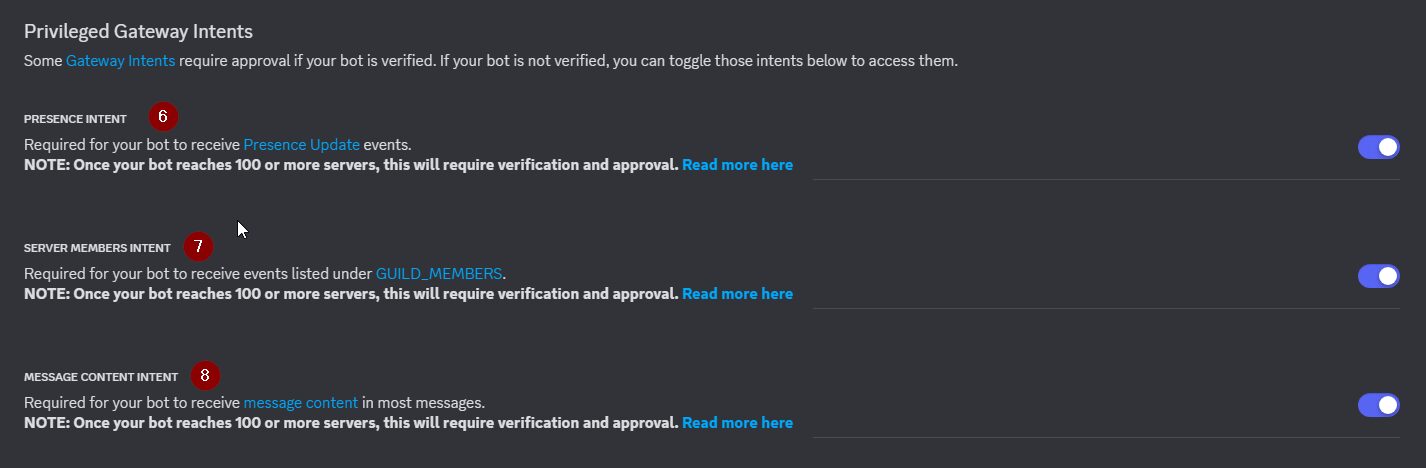 Privileged Gateway Intents
Some Gateway Intents require approval if your bot is verified. If your bot is not verified, you can toggle those intents below to access them.
PRESENCE INTENT 6
Required for your bot to receive Presence Update events.
NOTE: Once your bot reaches 100 or more servers, this will require verification and approval. Read more here
SERVER MEMBERS INTENT 7
Required for your bot to receive events listed under GUILD_MEMBERS.
NOTE: Once your bot reaches 100 or more servers, this will require verification and approval. Read more here
MESSAGE CONTENT INTENT 8
Required for your bot to receive message content in most messages.
NOTE: Once your bot reaches 100 or more servers, this will require verification and approval. Read more here